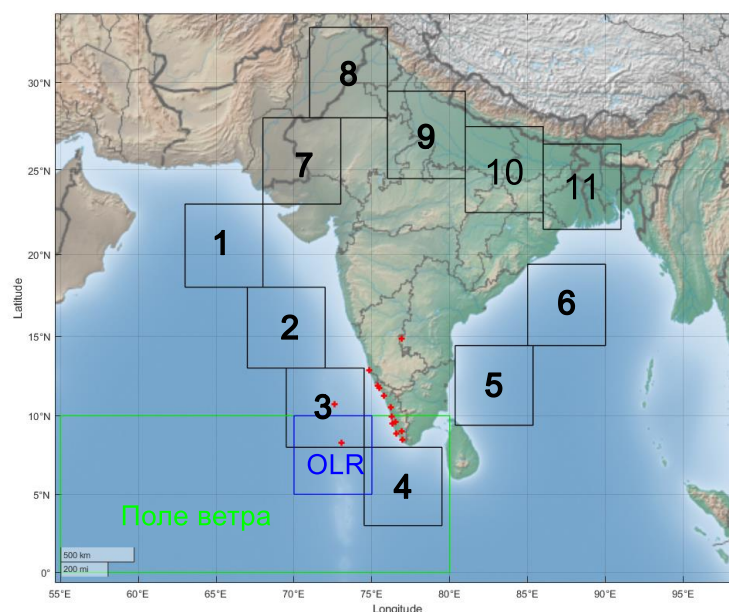 8
30°N
9
25°N
7
10
11
1
20°N
6
2
15°N
5
3
10°N
OLR
4
5°N
Поле ветра
500 km
200 mi
0°
55°E
60°E
65°E
70°E
75°E
80°E
85°E
90°E
95°E
Latitude
Longitude